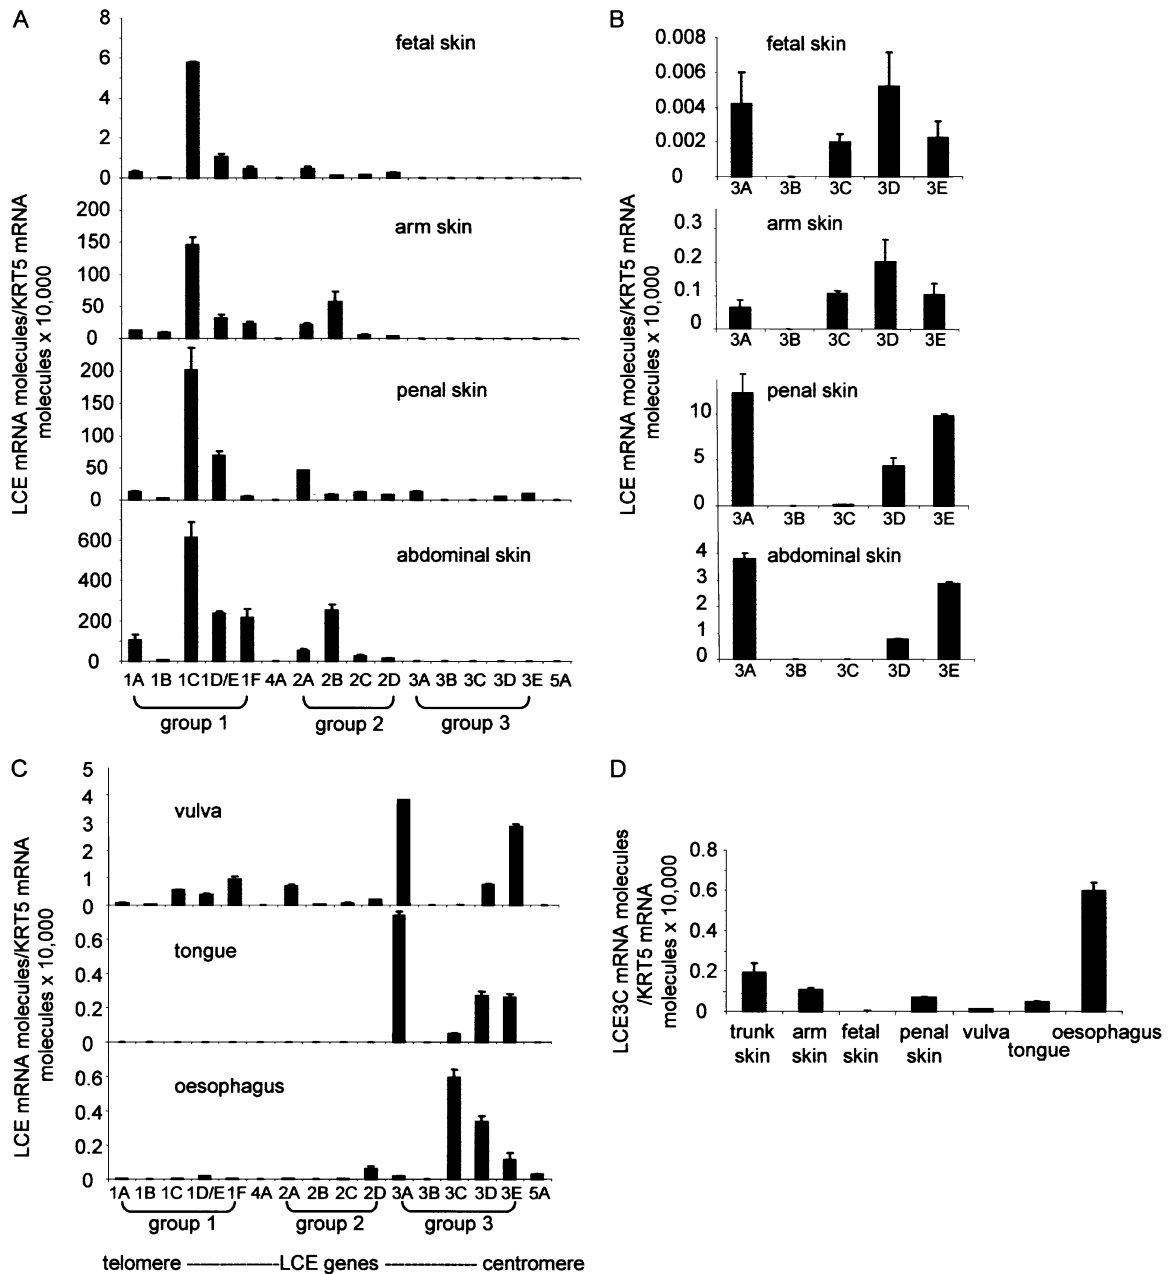 A
8
6
4
2
0
fetal skin
200
150
100
50
0
arm skin
200
150
100
50
0
penal skin
600
400
200
0
abdominal skin
LCE mRNA molecules/KRT5 mRNA
molecules x 10,000
1A 1B 1C 1D/E 1F 4A 2A 2B 2C 2D 3A 3B 3C 3D 3E 5A
group 1 group 2 group 3
B
0.008
0.006
0.004
0.002
0
fetal skin
3A 3B 3C 3D 3E
0.3
0.2
0.1
0
arm skin
3A 3B 3C 3D 3E
10
5
0
penal skin
3A 3B 3C 3D 3E
4
3
2
1
0
abdominal skin
3A 3B 3C 3D 3E
LCE mRNA molecules/KRT5 mRNA
molecules x 10,000
C
5
4
3
2
1
0
vulva
0.6
0.4
0.2
0
tongue
0.6
0.4
0.2
0
oesophagus
LCE mRNA molecules/KRT5 mRNA
molecules x 10,000
1A 1B 1C 1D/E 1F 4A 2A 2B 2C 2D 3A 3B 3C 3D 3E 5A
group 1 group 2 group 3
telomere LCE genes centromere
D
LCE3C mRNA molecules
/KRT5 mRNA
molecules x 10,000
0.8
0.6
0.4
0.2
0
trunk skin
arm skin
fetal skin
penal skin
vulva
tongue
oesophagus